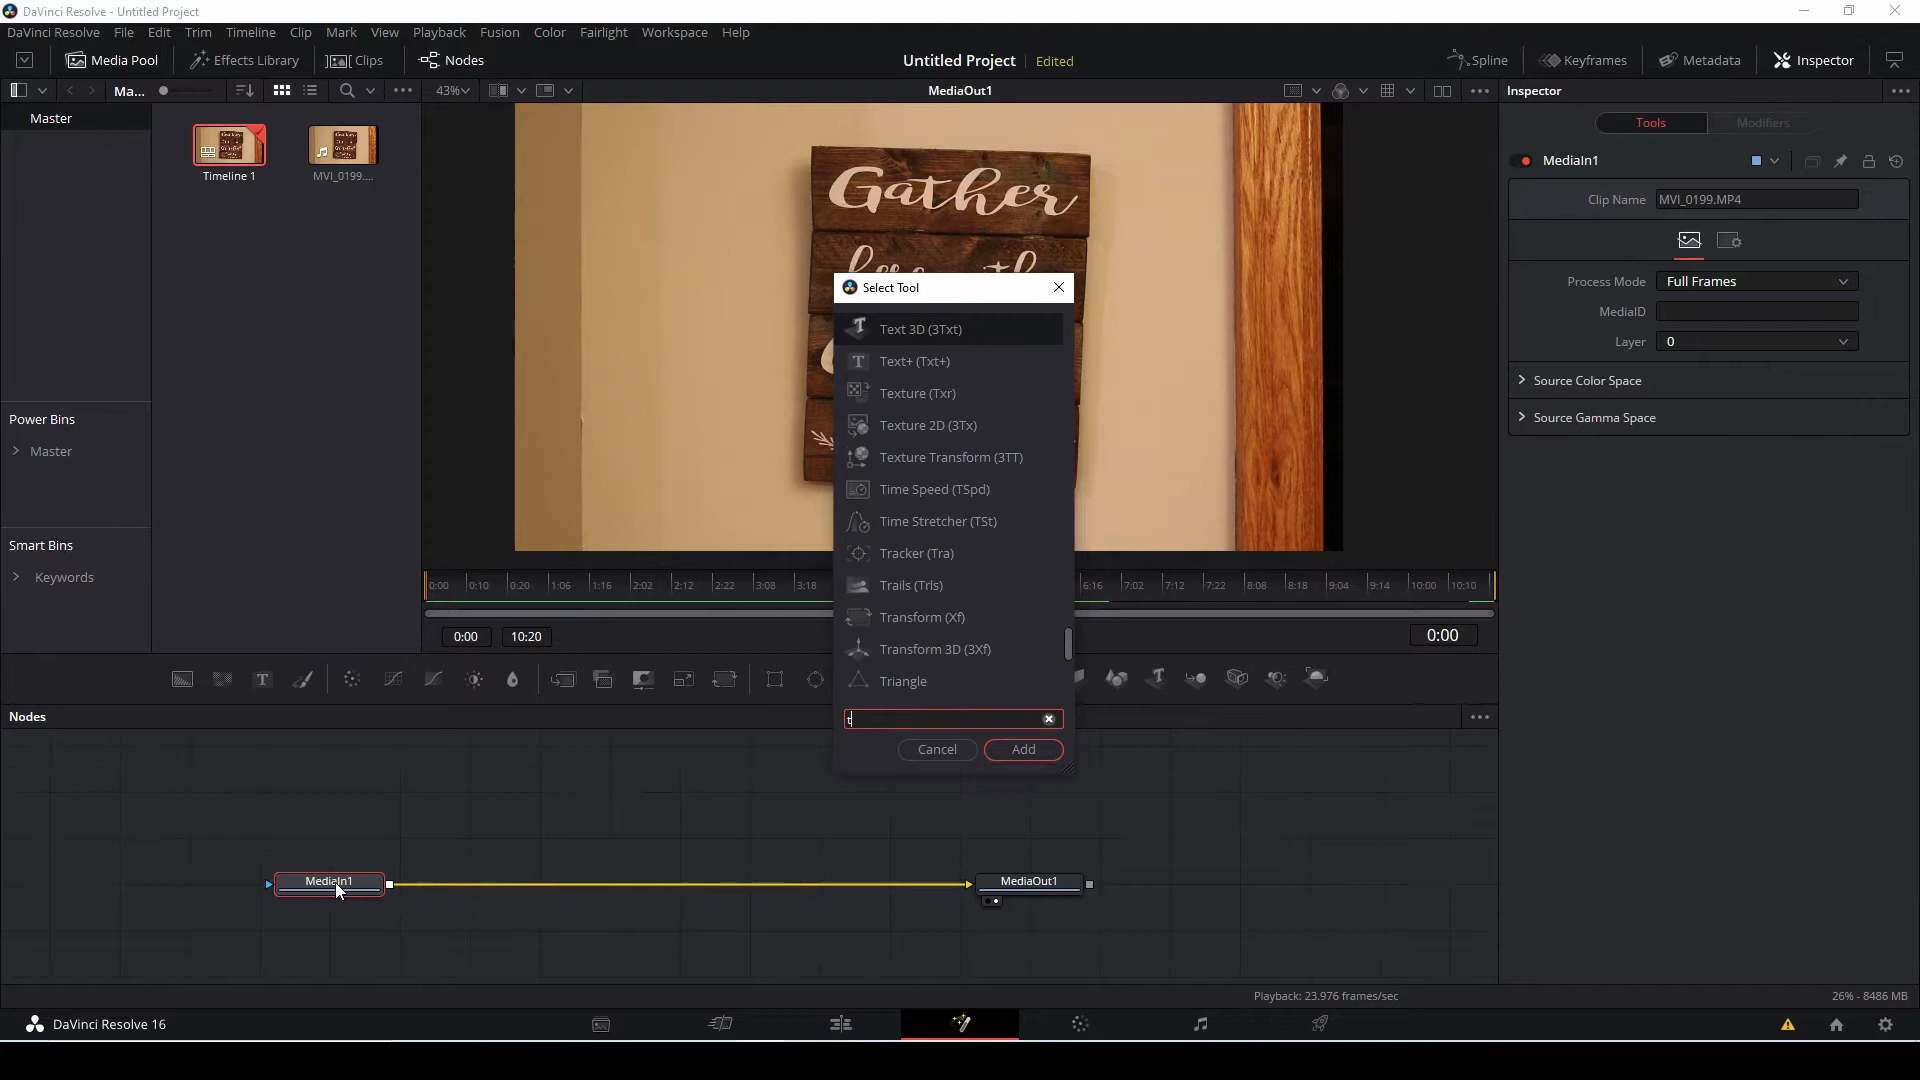 DaVinci Resolve - Untitled Project
DaVinci Resolve File Edit Trim Timeline Clip Mark View Playback Fusion Color Fairlight Workspace Help
Media Pool Effects Library Clips Nodes Untitled Project Edited Spline Keyframes Metadata Inspector
Ma... 43% MediaOut1 Inspector
Master
Timeline 1
MVI_0199....
Power Bins
Master
Smart Bins
Keywords
Gather
Select Tool
Text 3D (3Txt)
Text+ (Txt+)
Texture (Txr)
Texture 2D (3Tx)
Texture Transform (3TT)
Time Speed (TSpd)
Time Stretcher (TSt)
Tracker (Tra)
Trails (Trls)
Transform (Xf)
Transform 3D (3Xf)
Triangle
t
Cancel Add
Tools Modifiers
MediaIn1
Clip Name MVI_0199.MP4
Process Mode Full Frames
MediaID
Layer 0
Source Color Space
Source Gamma Space
0:00 0:10 0:20 1:06 1:16 2:02 2:12 2:22 3:08 3:18 6:16 7:02 7:12 7:22 8:08 8:18 9:04 9:14 10:00 10:10
0:00 10:20 0:00
Nodes
MediaIn1 MediaOut1
Playback: 23.976 frames/sec 26% - 8486 MB
DaVinci Resolve 16